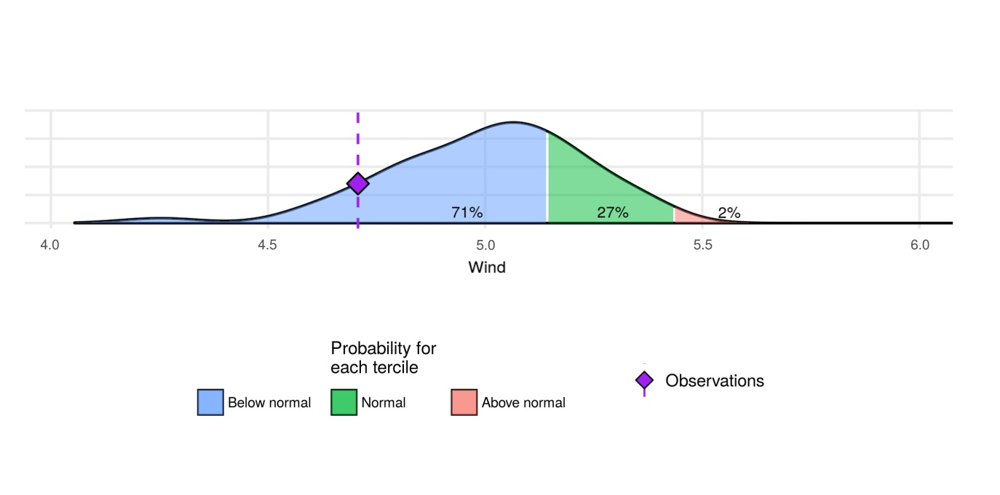 71%
27%
2%
4.0
4.5
5.0
5.5
6.0
Wind
Probability for
each tercile
Below normal
Normal
Above normal
Observations